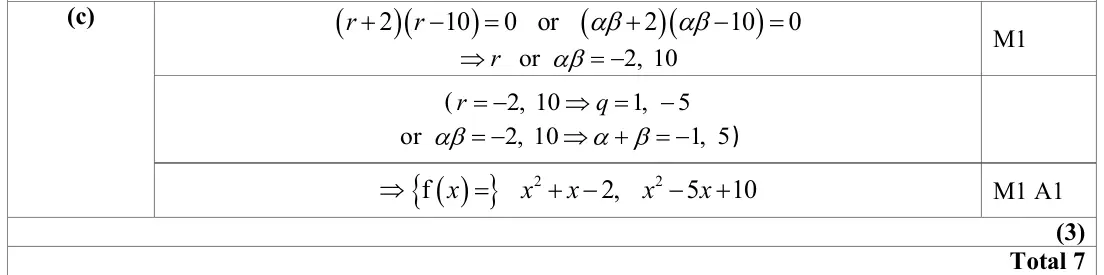 (c)
(r+2)(r−10)=0 or (αβ+2)(αβ−10)=0
⇒r or αβ=−2, 10
M1
(r=−2, 10⇒q=1, −5
or αβ=−2, 10⇒α+β=−1, 5)
⇒{f(x)=} x²+x−2, x²−5x+10
M1 A1
(3)
Total 7